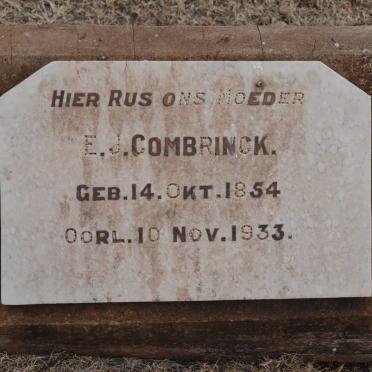 HIER RUS ONS MOEDER
E.J.COMBRINCK.
GEB.14.OKT.1854
OORL.10 NOV.1933.